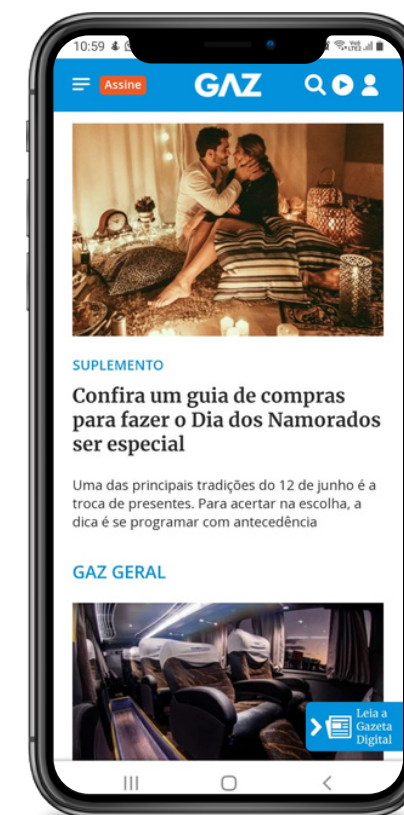 10:59
Assine
GAZ
VoLTE2
SUPLEMENTO
Confira um guia de compras
para fazer o Dia dos Namorados
ser especial
Uma das principais tradições do 12 de junho é a
troca de presentes. Para acertar na escolha, a
dica é se programar com antecedência
GAZ GERAL
Leia a
Gazeta
Digital